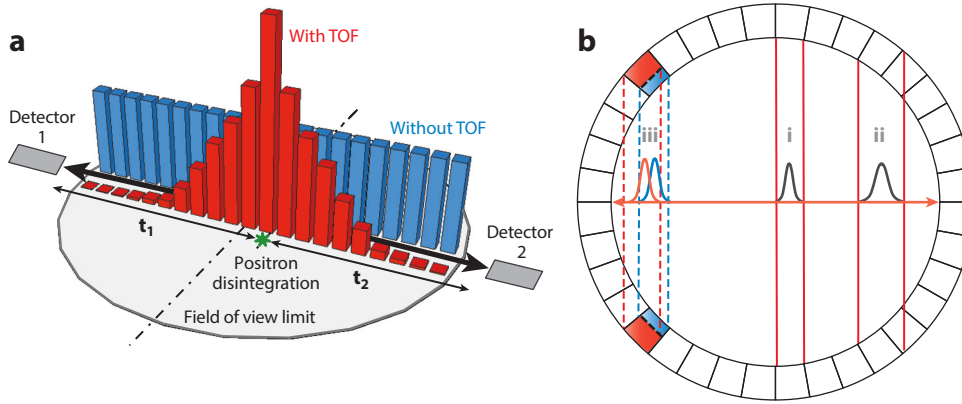 a
With TOF
Without TOF
Detector
1
t1
t2
Positron
disintegration
Field of view limit
Detector
2
b
iii
i
ii